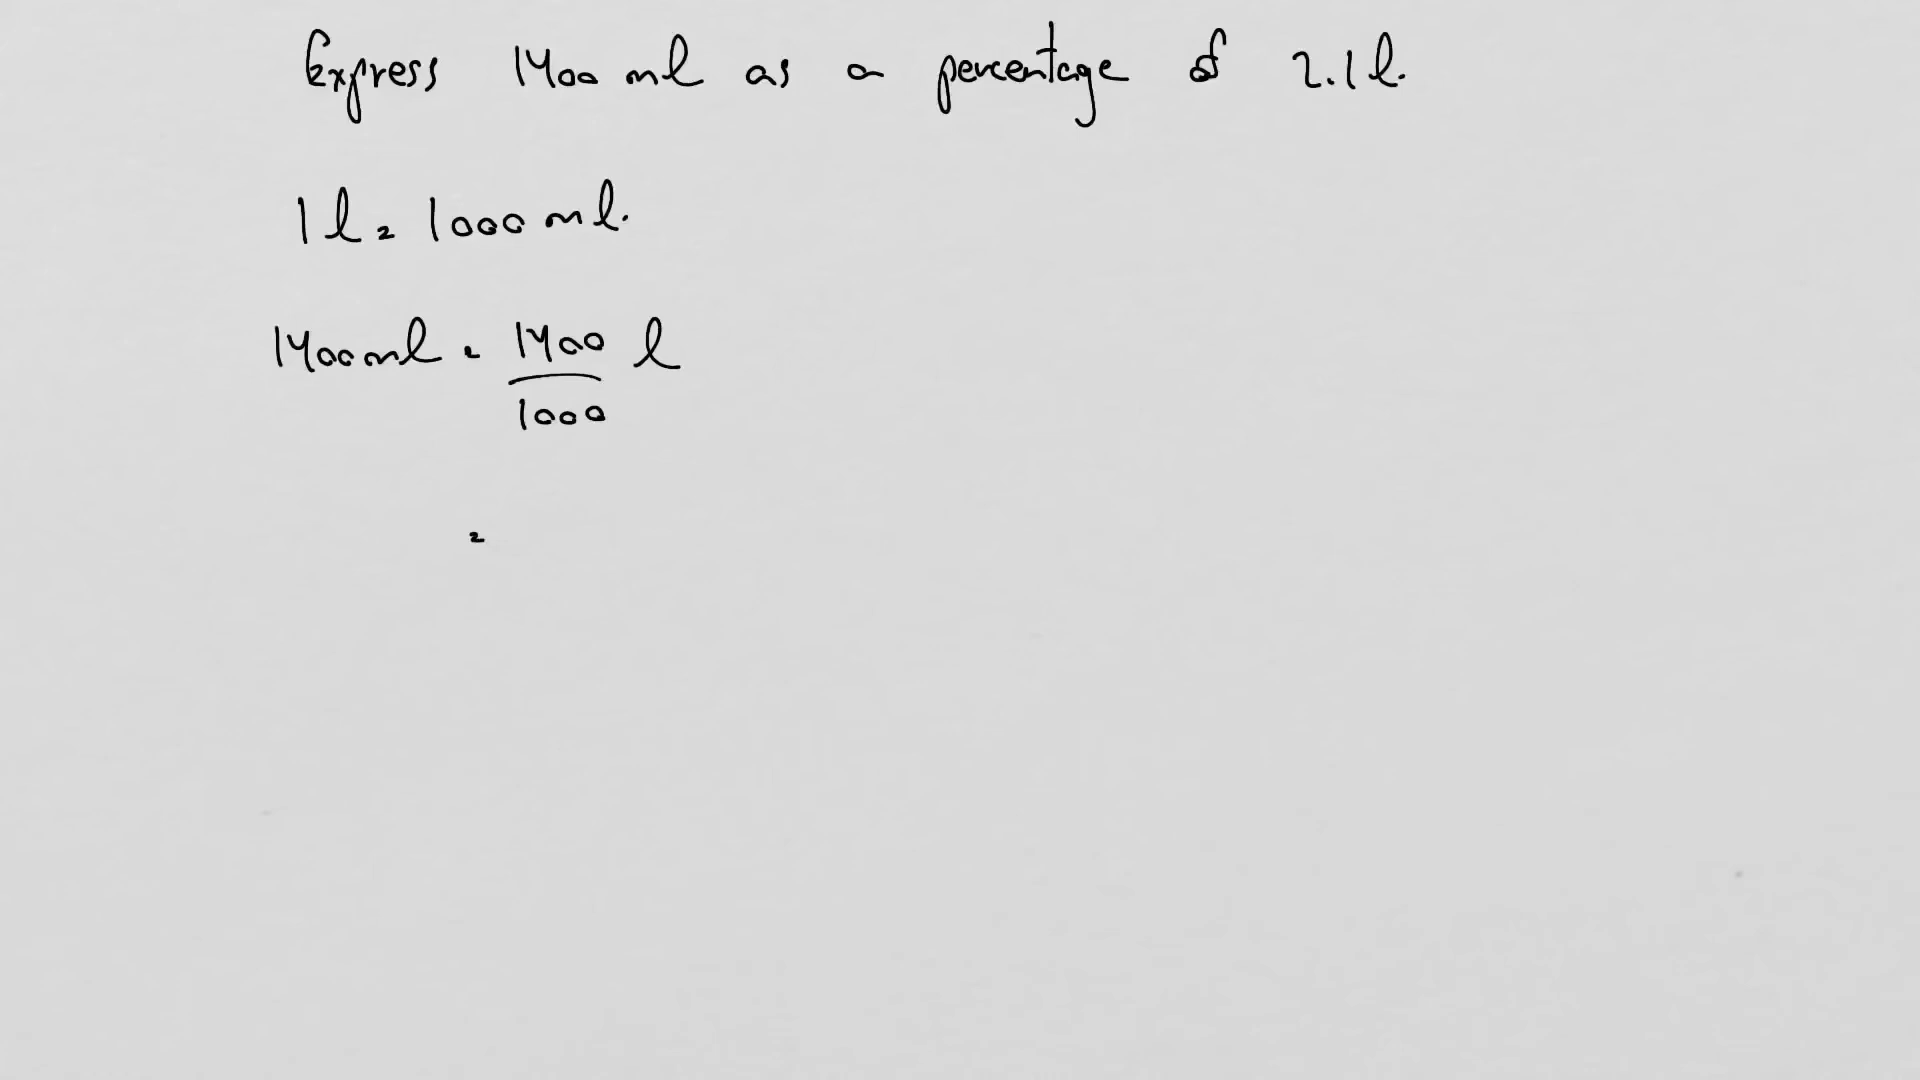 Express 1400 ml as a percentage of 2.1 l.
1 l = 1000 ml.
1400 ml = 1400 l
1000
=